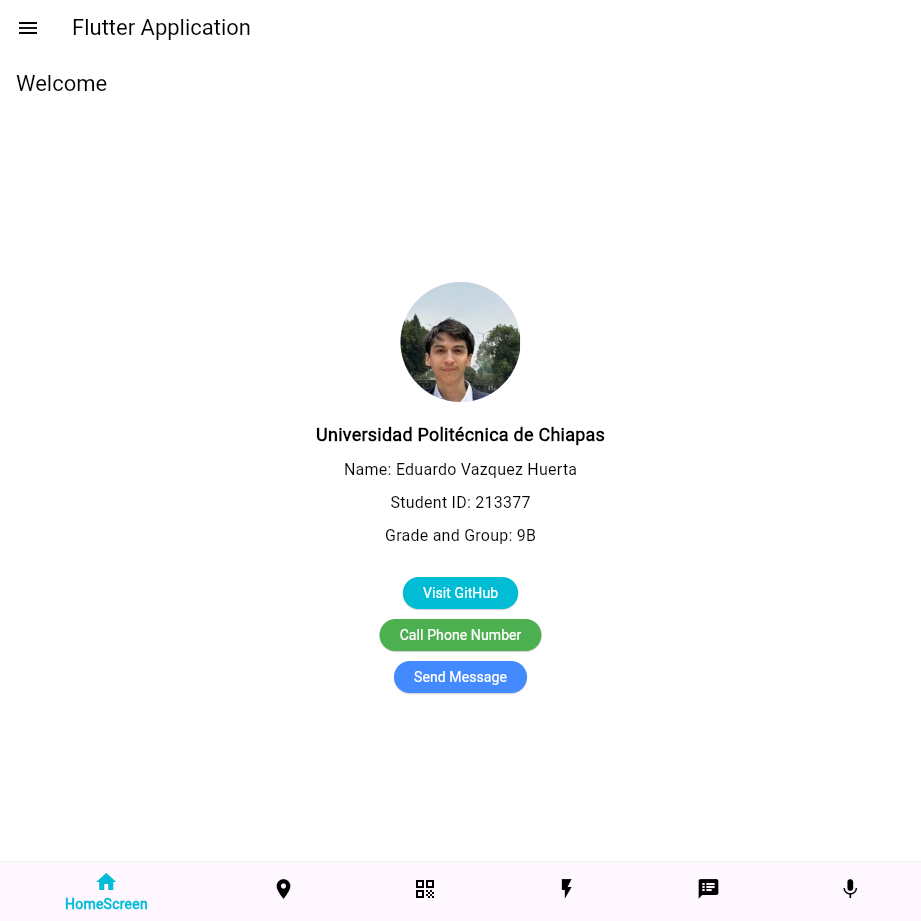 Flutter Application
Welcome
Universidad Politécnica de Chiapas
Name: Eduardo Vazquez Huerta
Student ID: 213377
Grade and Group: 9B
Visit GitHub
Call Phone Number
Send Message
HomeScreen